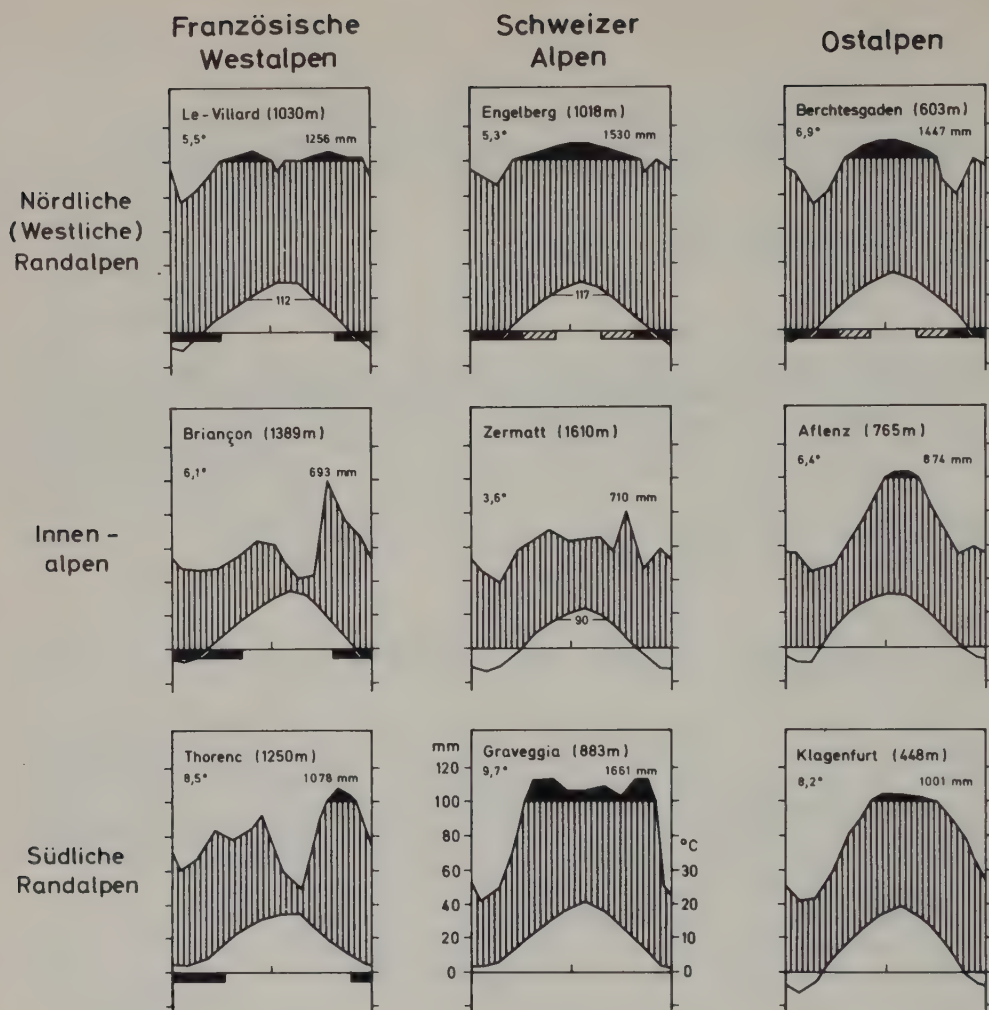 Französische
Westalpen
Schweizer
Alpen
Ostalpen
Nördliche
(Westliche)
Randalpen
Le-Villard (1030m)
5,5° 1256 mm
112
Engelberg (1018m)
5,3° 1530 mm
117
Berchtesgaden (603m)
6,9° 1447 mm
Innen-
alpen
Briançon (1389m)
6,1° 693 mm
Zermatt (1610m)
3,6° 710 mm
90
Aflenz (765m)
6,4° 874 mm
Südliche
Randalpen
Thorenc (1250m)
8,5° 1078 mm
mm
120
100
80
60
40
20
0
Graveggia (883m)
9,7° 1661 mm
°C
30
20
10
0
Klagenfurt (448m)
8,2° 1001 mm